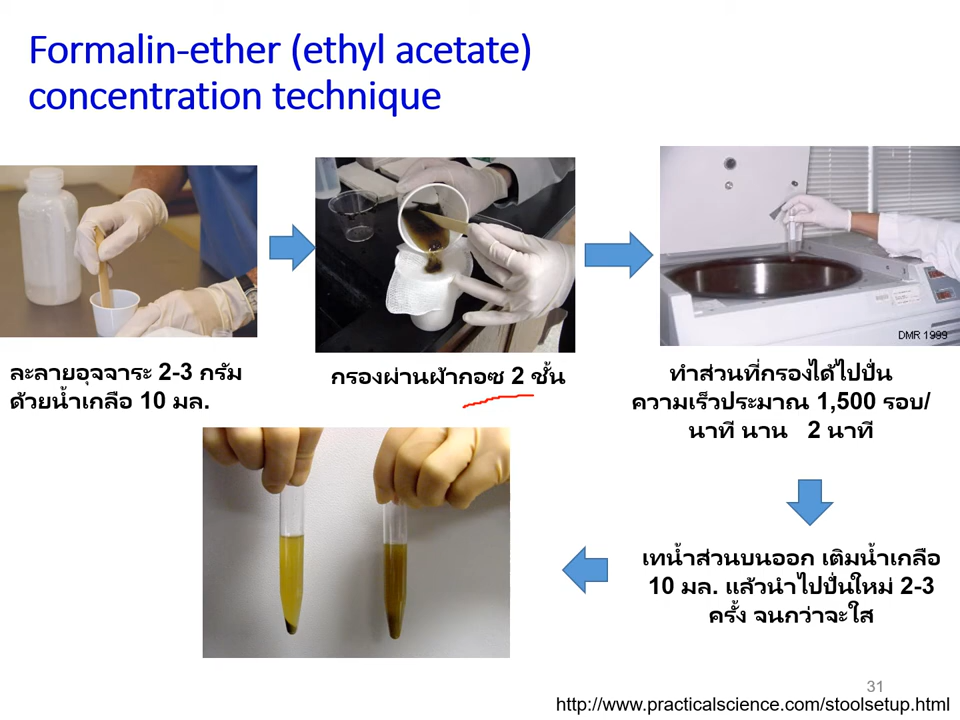 Formalin-ether (ethyl acetate)
concentration technique
DMR 1999
ละลายอุจจาระ 2-3 กรัม
ด้วยน้ำเกลือ 10 มล.
กรองผ่านฝ้ากอซ 2 ชั้น
ทำส่วนที่กรองได้ไปปั่น
ความเร็วประมาณ 1,500 รอบ/
นาที นาน 2 นาที
เทน้ำส่วนบนออก เติมน้ำเกลือ
10 มล. แล้วนำไปปั่นใหม่ 2-3
ครั้ง จนกว่าจะใส
31
http://www.practicalscience.com/stoolsetup.html